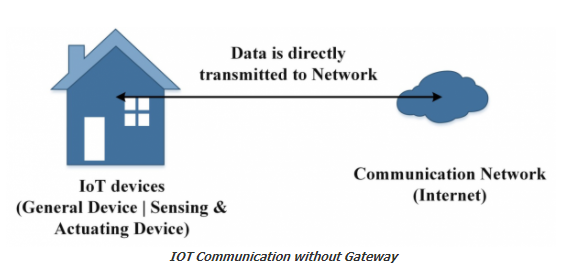 Data is directly
transmitted to Network
IoT devices
(General Device | Sensing &
Actuating Device)
Communication Network
(Internet)
IOT Communication without Gateway